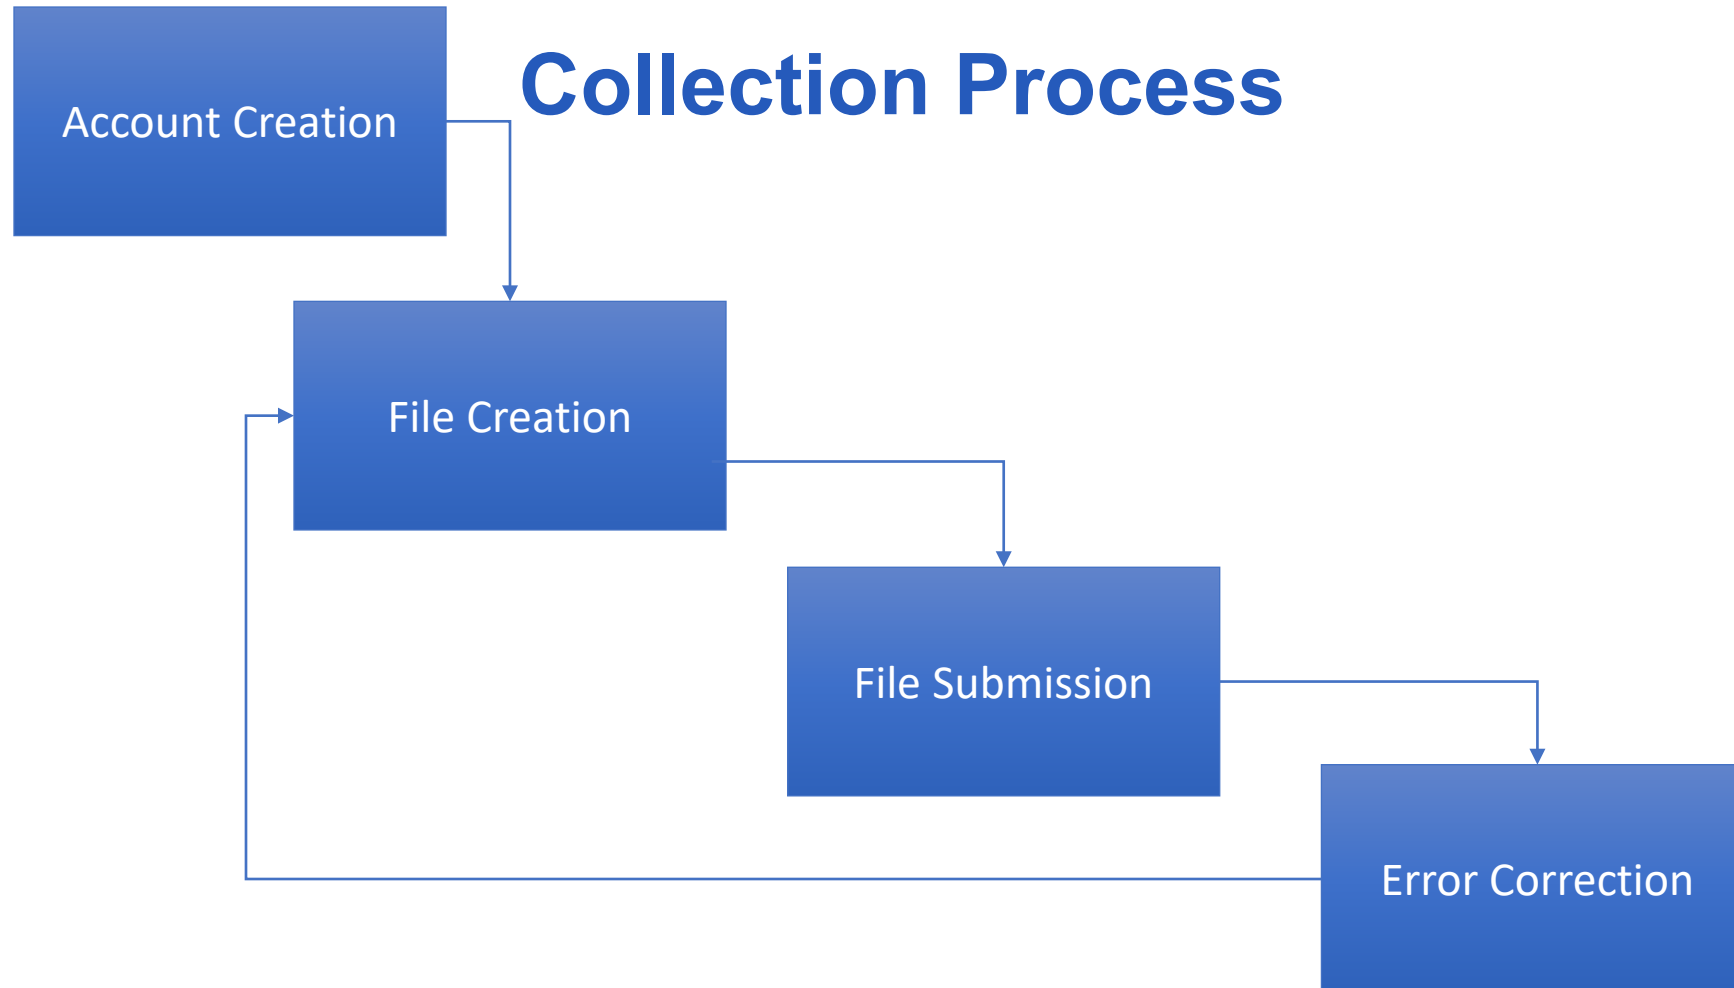 Collection Process
Account Creation
File Creation
File Submission
Error Correction